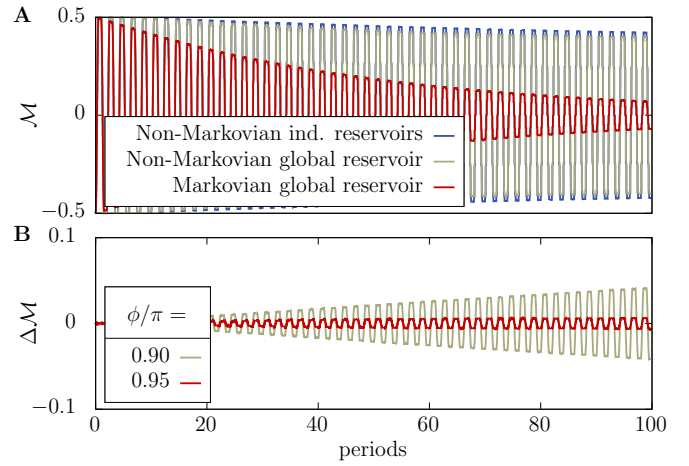 A
0.5
0
−0.5
M
Non-Markovian ind. reservoirs
Non-Markovian global reservoir
Markovian global reservoir
B
0.1
0
−0.1
ΔM
ϕ/π =
0.90
0.95
0 20 40 60 80 100
periods